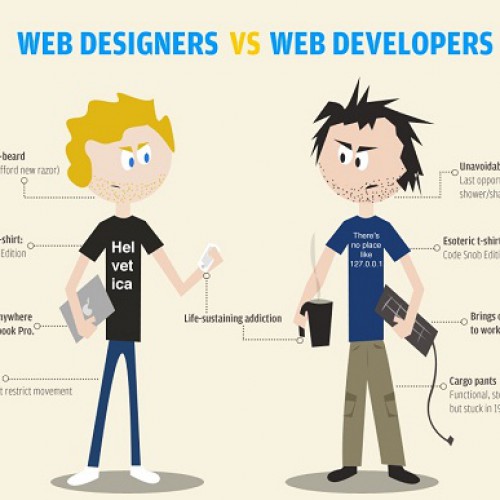 WEB DESIGNERS VS WEB DEVELOPERS
-beard
fford new razor)
-shirt:
Edition
nywhere
ook Pro.
t restrict movement
Hel
vet
ica
Life-sustaining addiction
There's
no place
like
127.0.0.1
Unavoidab
Last oppor
shower/sha
Esoteric t-shirt
Code Snob Editi
Brings o
to work
Cargo pants
Functional, st
but stuck in 19